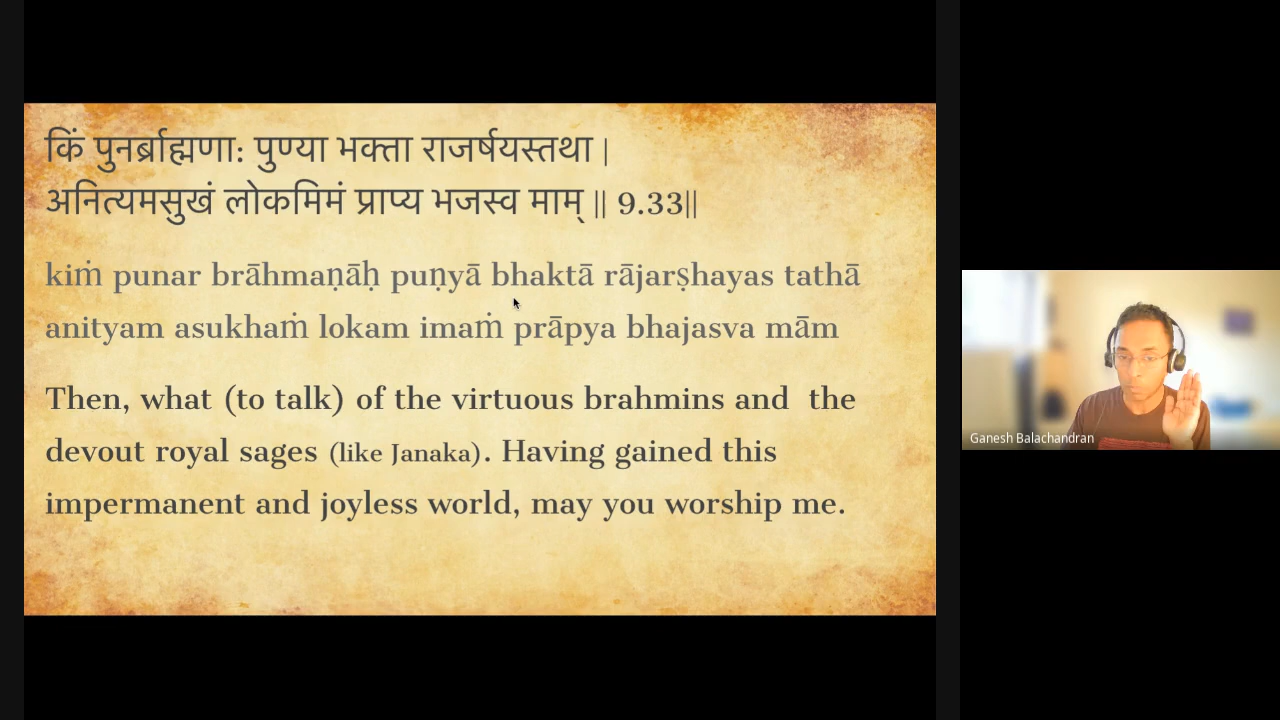 किं पुनर्ब्राह्मणाः पुण्या भक्ता राजर्षयस्तथा |
अनित्यमसुखं लोकमिमं प्राप्य भजस्व माम् || 9.33||
kiṁ punar brāhmaṇāḥ puṇyā bhaktā rājarṣhayas tathā
anityam asukhaṁ lokam imaṁ prāpya bhajasva mām
Then, what (to talk) of the virtuous brahmins and  the
devout royal sages (like Janaka). Having gained this
impermanent and joyless world, may you worship me.
Ganesh Balachandran